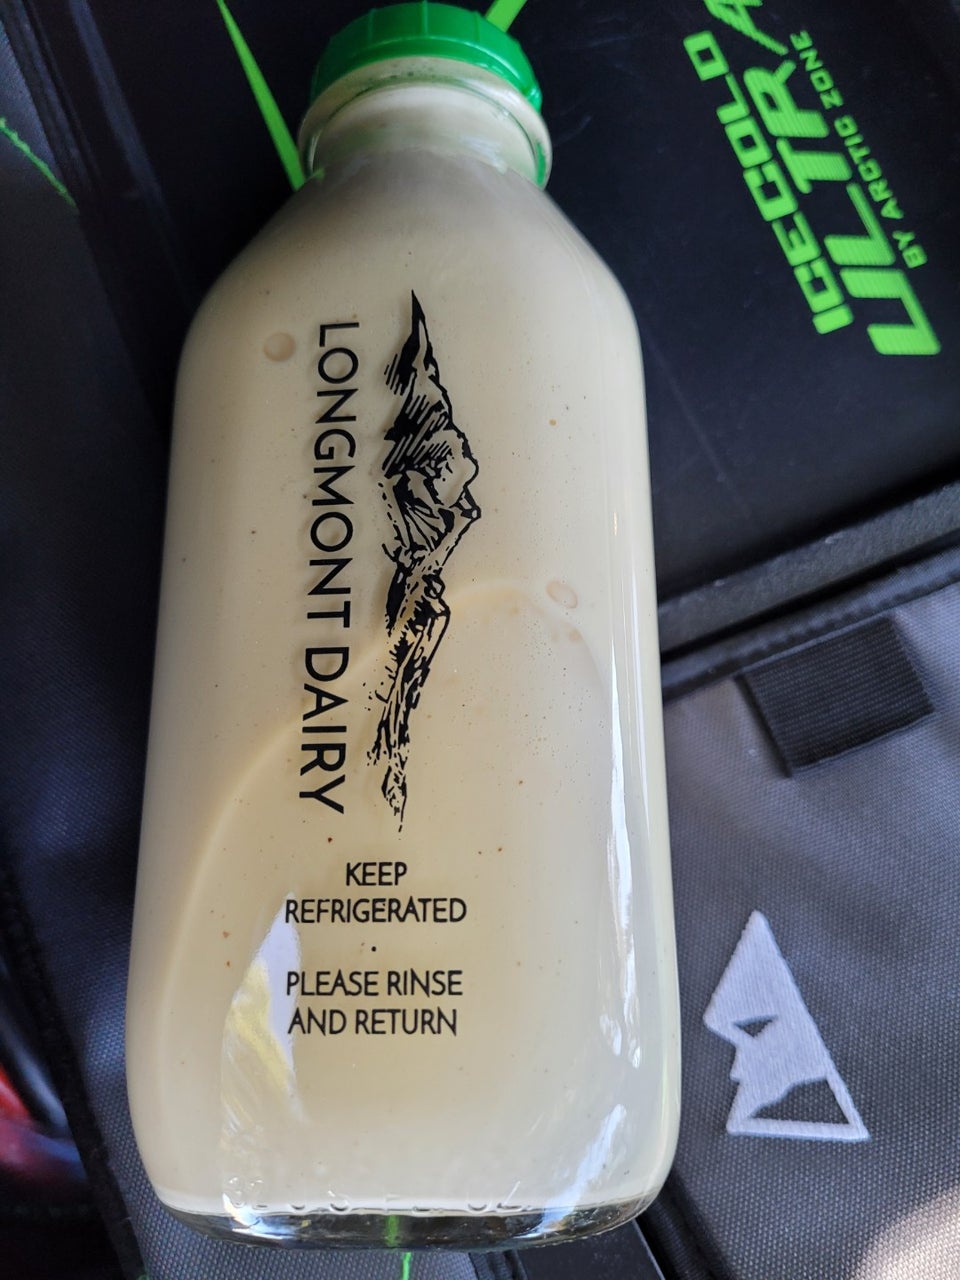 LONGMONT DAIRY
KEEP
REFRIGERATED
·
PLEASE RINSE
AND RETURN
ICECOLD
ULTRA
BY ARCTIC ZONE